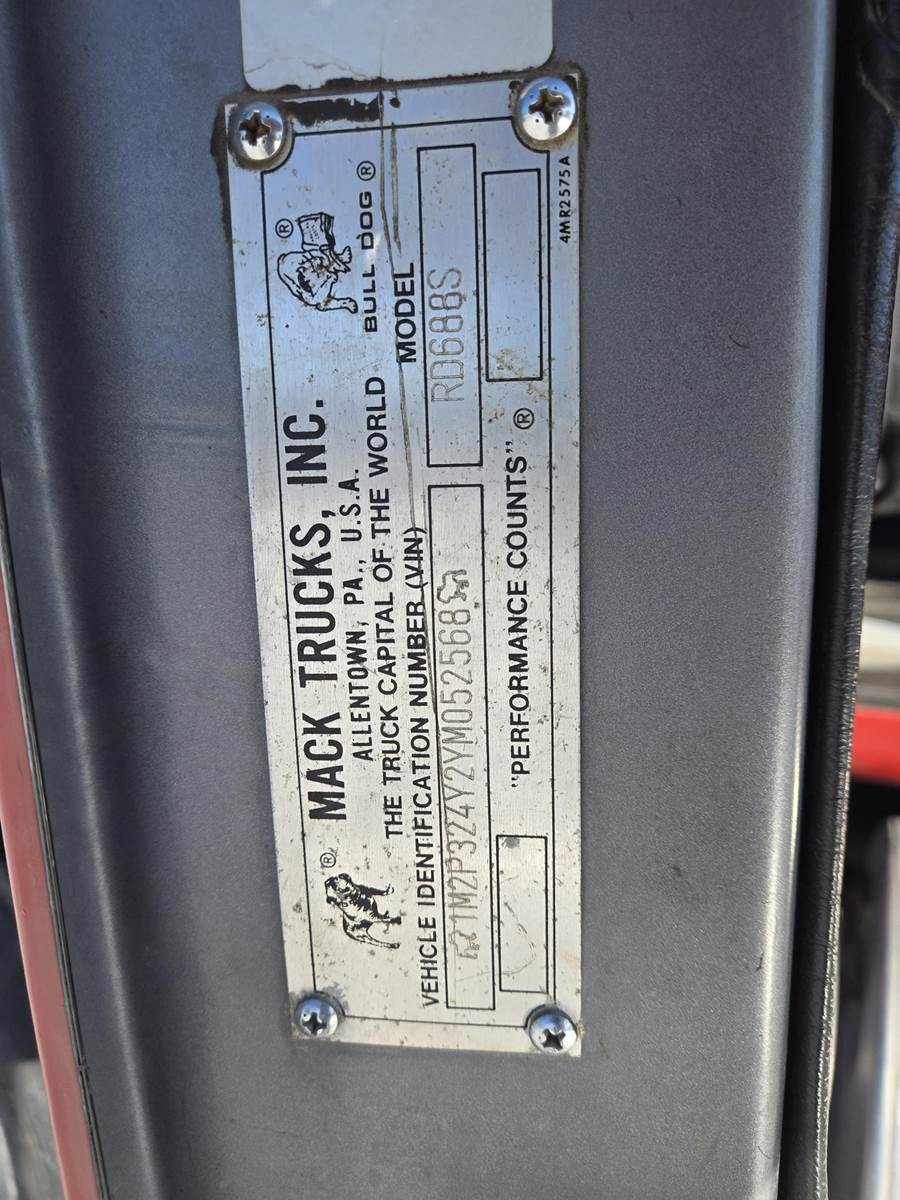 MACK TRUCKS, INC.
ALLENTOWN, PA., U.S.A.
THE TRUCK CAPITAL OF THE WORLD
BULL DOG ®
VEHICLE IDENTIFICATION NUMBER (VIN)
MODEL
1M2P324Y2YM052568
RD688S
"PERFORMANCE COUNTS" ®
4MR2575A